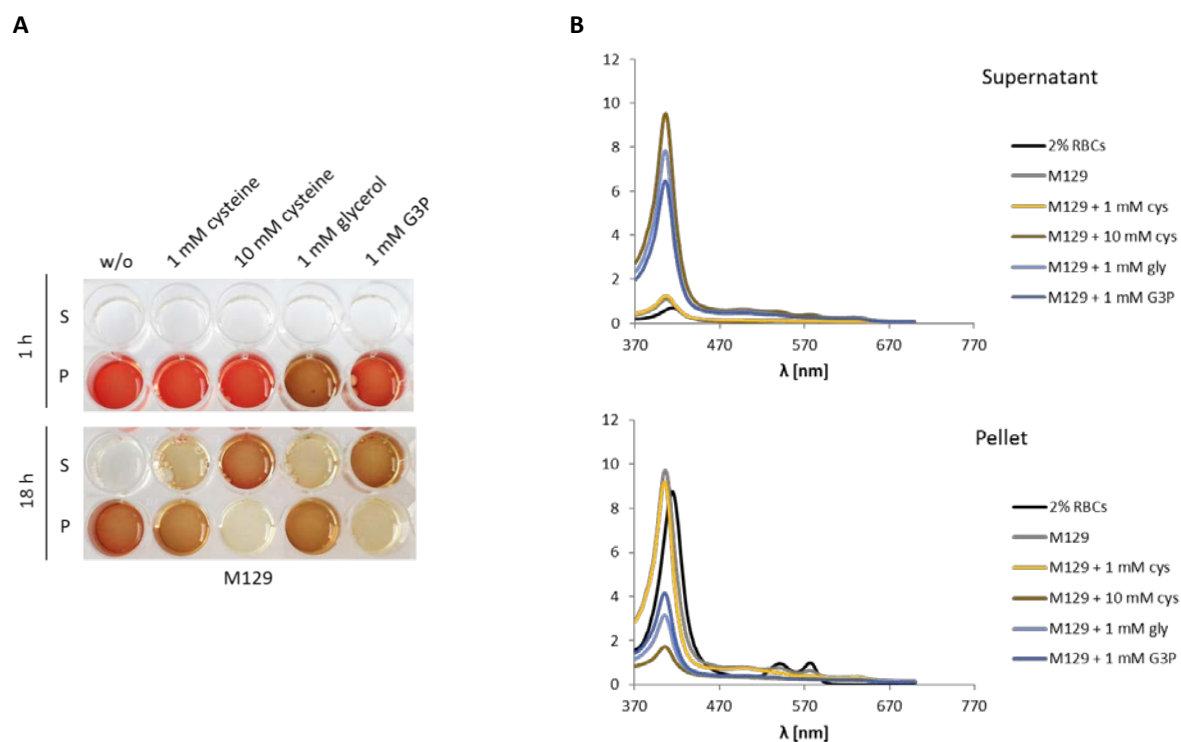 A
w/o
1 mM cysteine
10 mM cysteine
1 mM glycerol
1 mM G3P
1 h
S
P
18 h
S
P
M129
B
Supernatant
12
10
8
6
4
2
0
370
470
570
670
770
λ [nm]
2% RBCs
M129
M129 + 1 mM cys
M129 + 10 mM cys
M129 + 1 mM gly
M129 + 1 mM G3P
Pellet
12
10
8
6
4
2
0
370
470
570
670
770
λ [nm]
2% RBCs
M129
M129 + 1 mM cys
M129 + 10 mM cys
M129 + 1 mM gly
M129 + 1 mM G3P